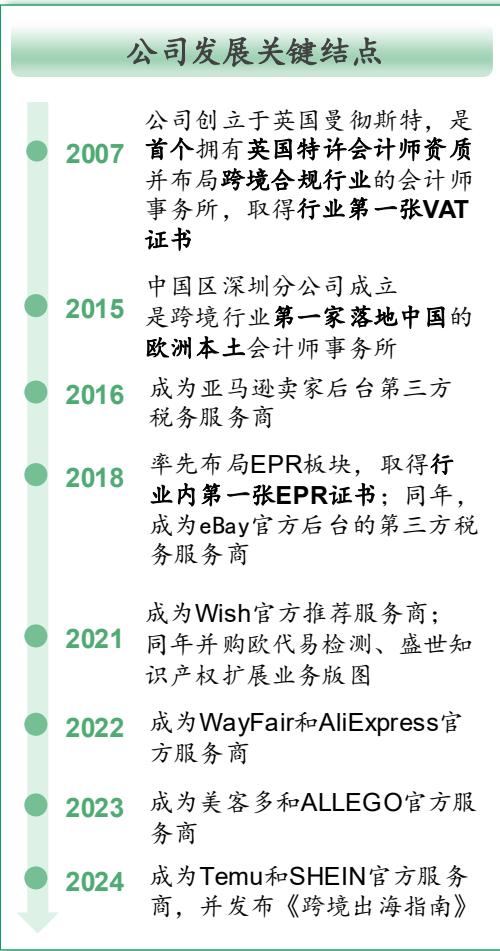 公司发展关键结点
2007
公司创立于英国曼彻斯特，是
首个拥有英国特许会计师资质
并布局跨境合规行业的会计师
事务所，取得行业第一张VAT
证书
2015
中国区深圳分公司成立
是跨境行业第一家落地中国的
欧洲本土会计师事务所
2016
成为亚马逊卖家后台第三方
税务服务商
2018
率先布局EPR板块，取得行
业内第一张EPR证书；同年，
成为eBay官方后台的第三方税
务服务商
2021
成为Wish官方推荐服务商；
同年并购欧代易检测、盛世知
识产权扩展业务版图
2022
成为WayFair和AliExpress官
方服务商
2023
成为美客多和ALLEGO官方服
务商
2024
成为Temu和SHEIN官方服务
商，并发布《跨境出海指南》